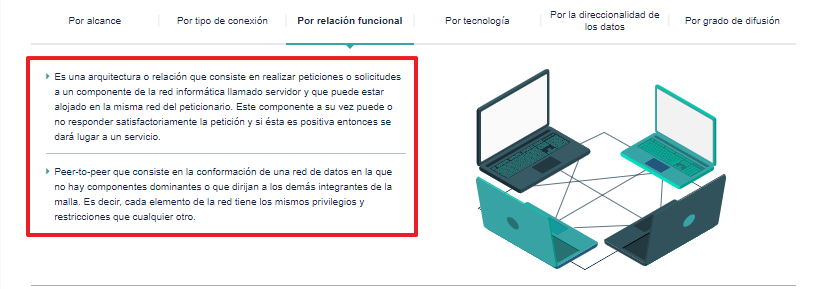 Por alcance
Por tipo de conexión
Por relación funcional
Por tecnología
Por la direccionalidad de
los datos
Por grado de difusión
Es una arquitectura o relación que consiste en realizar peticiones o solicitudes
a un componente de la red informática llamado servidor y que puede estar
alojado en la misma red del peticionario. Este componente a su vez puede o
no responder satisfactoriamente la petición y si ésta es positiva entonces se
dará lugar a un servicio.
Peer-to-peer que consiste en la conformación de una red de datos en la que
no hay componentes dominantes o que dirijan a los demás integrantes de la
malla. Es decir, cada elemento de la red tiene los mismos privilegios y
restricciones que cualquier otro.